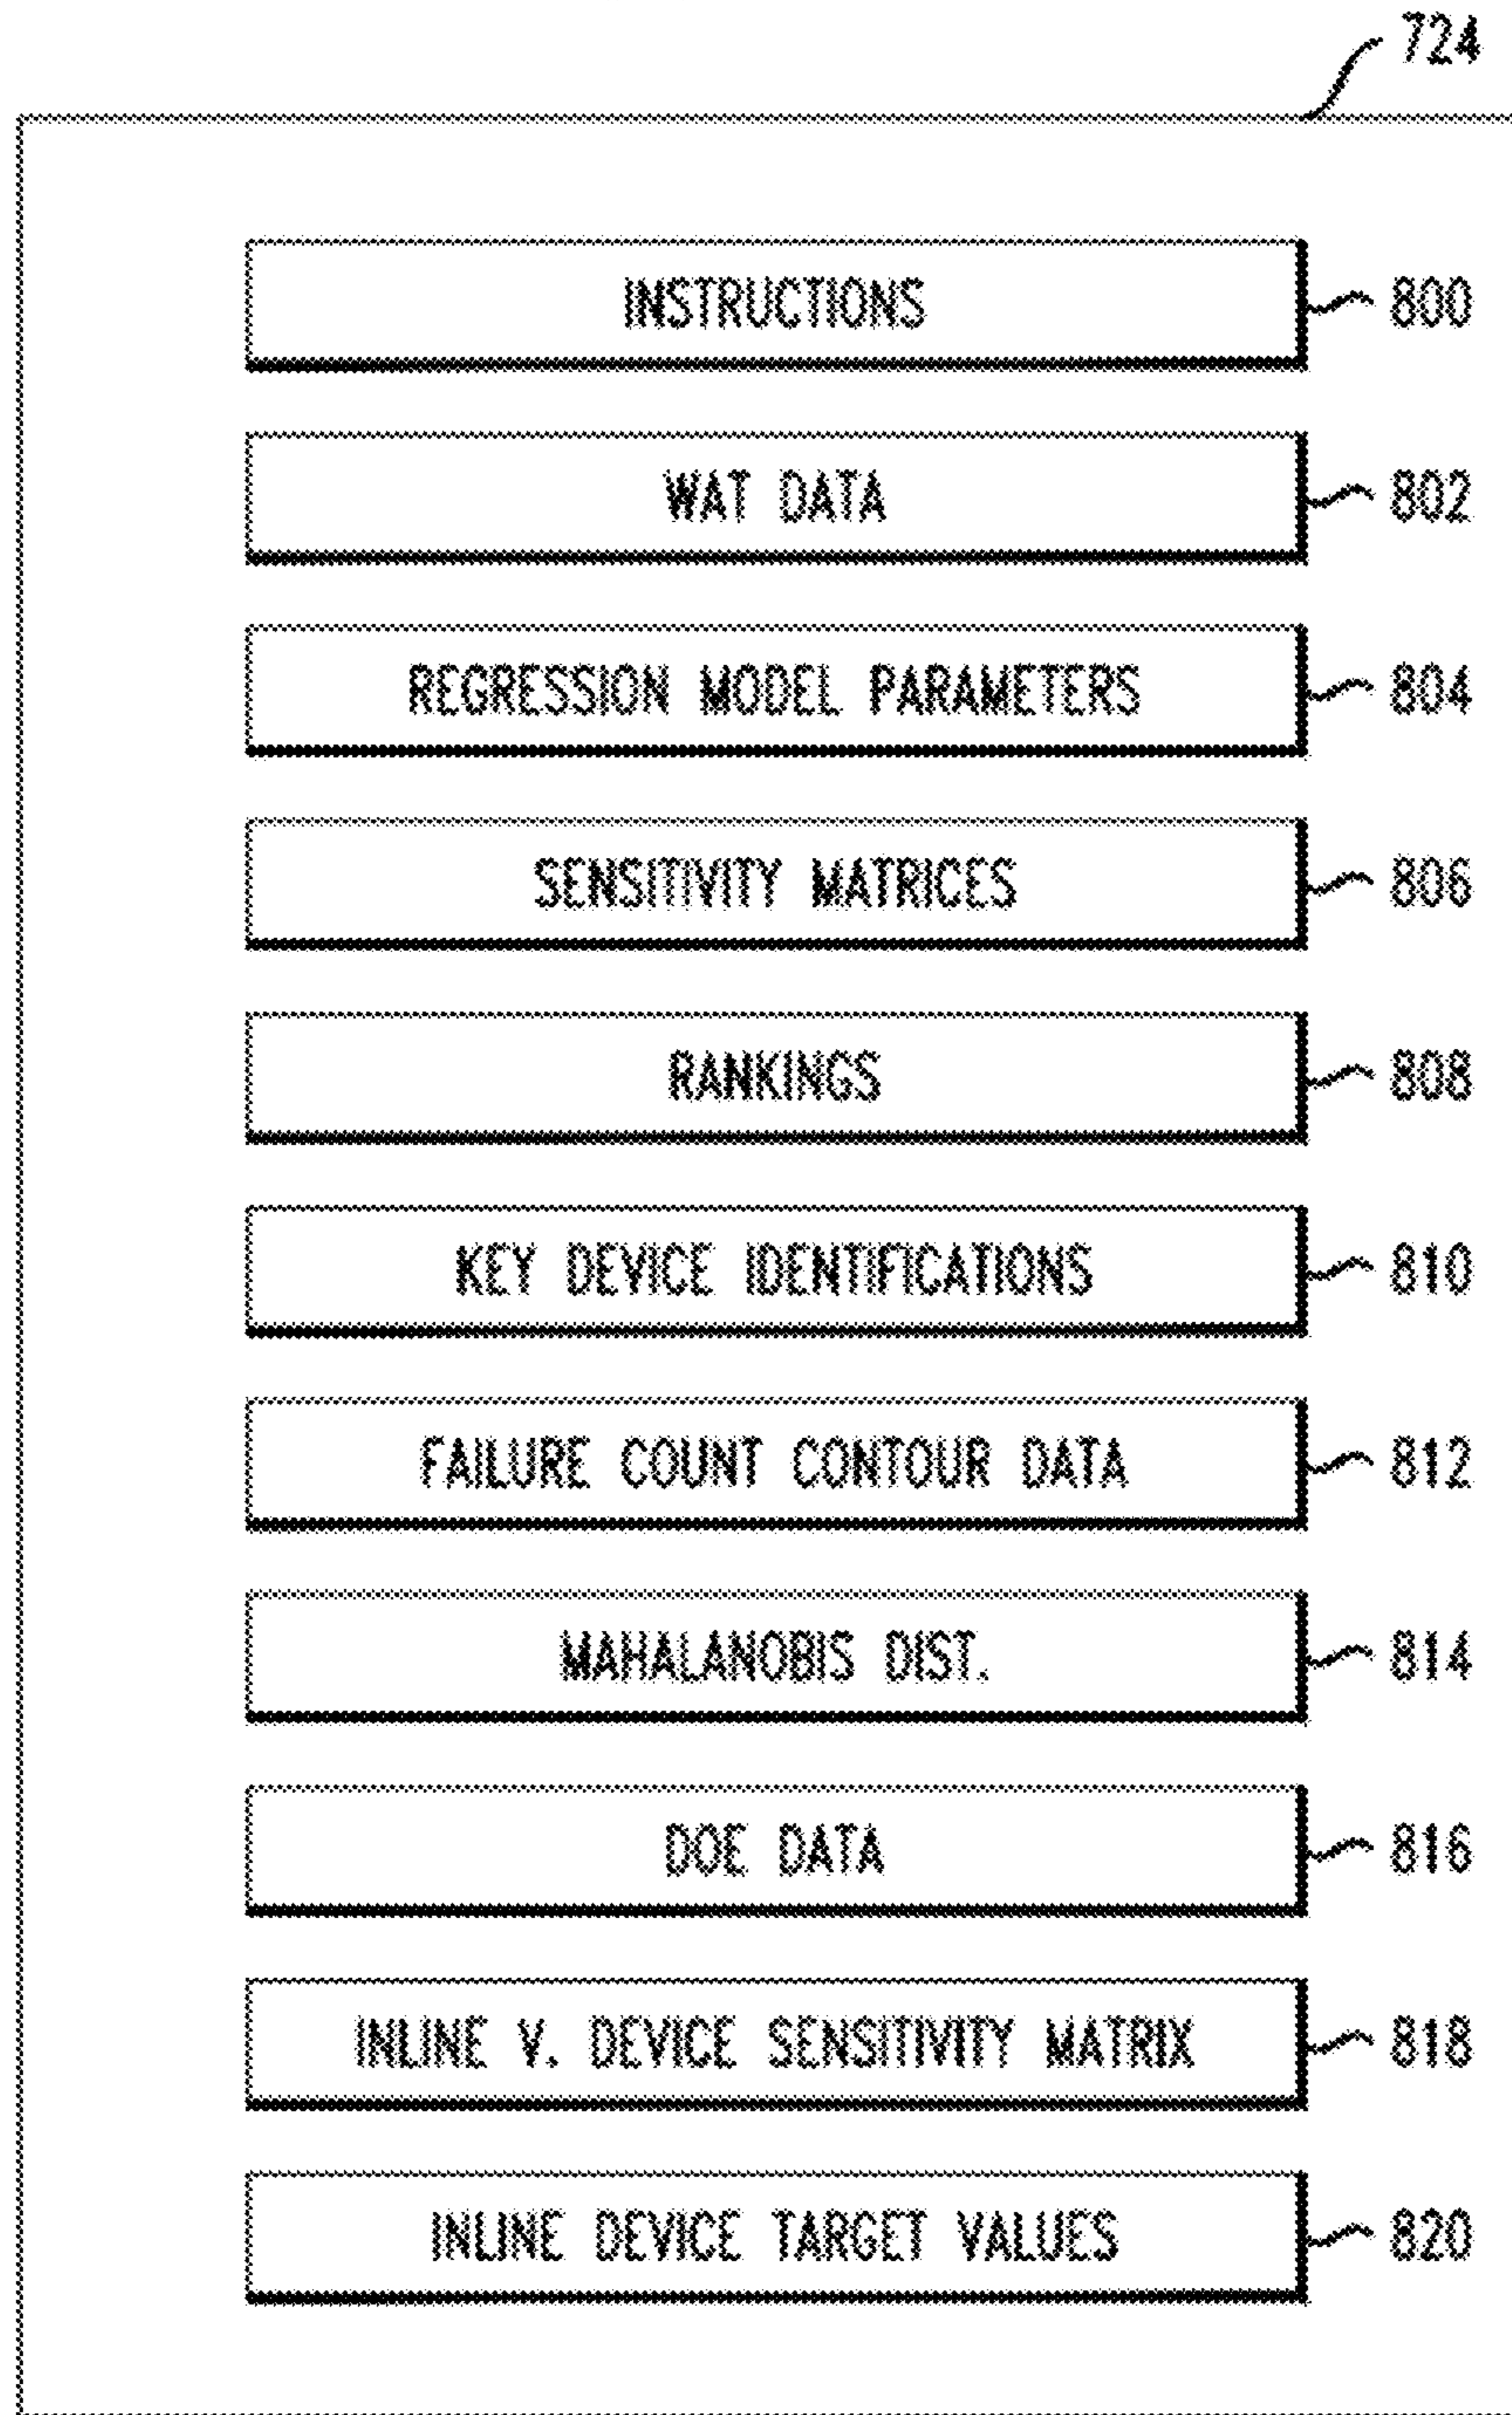 724
INSTRUCTIONS 800
WAT DATA 802
REGRESSION MODEL PARAMETERS 804
SENSITIVITY MATRICES 806
RANKINGS 808
KEY DEVICE IDENTIFICATIONS 810
FAILURE COUNT CONTOUR DATA 812
MAHALANOBIS DIST. 814
DOE DATA 816
INLINE V. DEVICE SENSITIVITY MATRIX 818
INLINE DEVICE TARGET VALUES 820